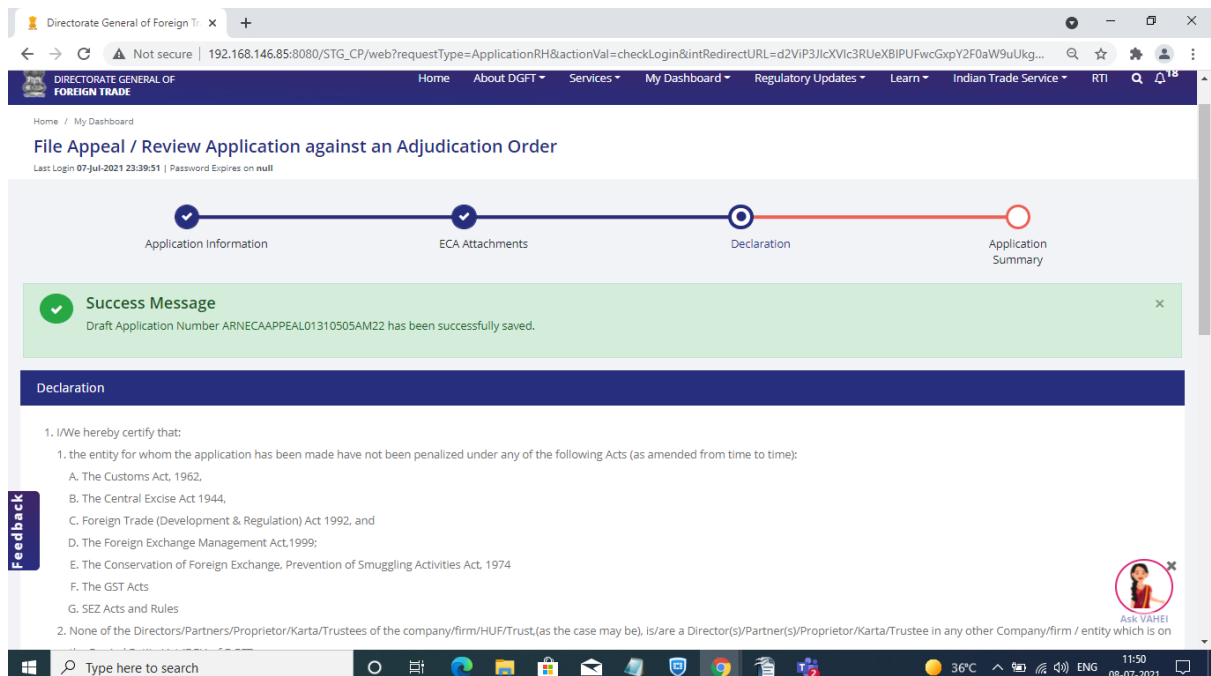 Directorate General of Foreign Tr
Not secure | 192.168.146.85:8080/STG_CP/web?requestType=ApplicationRH&actionVal=checkLogin&intRedirectURL=d2ViP3JlcXVlc3RUeXBlPUFwcGxpY2F0aW9uUkg...
DIRECTORATE GENERAL OF
FOREIGN TRADE
Home About DGFT Services My Dashboard Regulatory Updates Learn Indian Trade Service RTI 18
Home / My Dashboard
File Appeal / Review Application against an Adjudication Order
Last Login 07-Jul-2021 23:39:51 | Password Expires on null
Application Information ECA Attachments Declaration Application
Summary
Success Message
Draft Application Number ARNECAAPPEAL01310505AM22 has been successfully saved.
Declaration
1. I/We hereby certify that:
1. the entity for whom the application has been made have not been penalized under any of the following Acts (as amended from time to time):
A. The Customs Act, 1962,
B. The Central Excise Act 1944,
C. Foreign Trade (Development & Regulation) Act 1992, and
D. The Foreign Exchange Management Act,1999;
E. The Conservation of Foreign Exchange, Prevention of Smuggling Activities Act, 1974
F. The GST Acts
G. SEZ Acts and Rules
2. None of the Directors/Partners/Proprietor/Karta/Trustees of the company/firm/HUF/Trust,(as the case may be), is/are a Director(s)/Partner(s)/Proprietor/Karta/Trustee in any other Company/firm / entity which is on
Feedback
Ask VAHEI
Type here to search
36°C ENG 11:50
08-07-2021